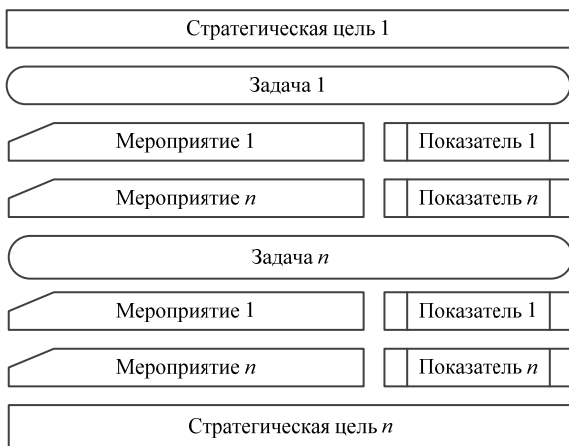 Стратегическая цель 1
Задача 1
Мероприятие 1 Показатель 1
Мероприятие n Показатель n
Задача n
Мероприятие 1 Показатель 1
Мероприятие n Показатель n
Стратегическая цель n